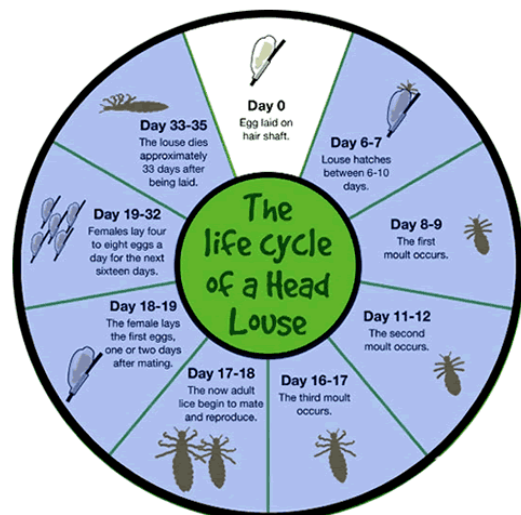 Day 0
Egg laid on
hair shaft.
Day 6-7
Louse hatches
between 6-10
days.
Day 8-9
The first
moult occurs.
Day 11-12
The second
moult occurs.
Day 16-17
The third moult
occurs.
Day 17-18
The now adult
lice begin to mate
and reproduce.
Day 18-19
The female lays
the first eggs,
one or two days
after mating.
Day 19-32
Females lay four
to eight eggs a
day for the next
sixteen days.
Day 33-35
The louse dies
approximately
33 days after
being laid.
The
life cycle
of a Head
Louse